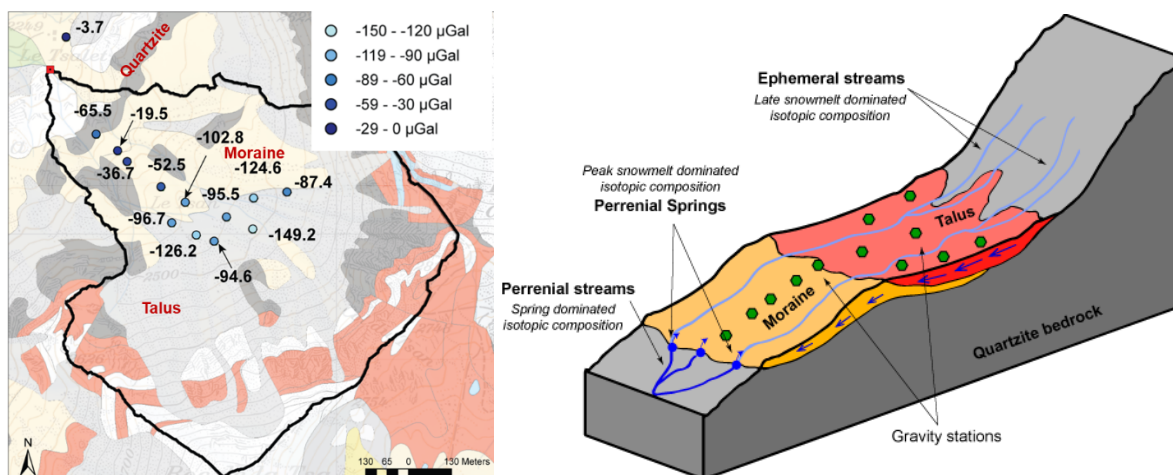 -3.7
Quartzite
-150 - -120 µGal
-119 - -90 µGal
-89 - -60 µGal
-59 - -30 µGal
-29 - 0 µGal
-65.5
-19.5
-102.8
Moraine
-36.7
-52.5
-124.6
-87.4
-95.5
-96.7
-126.2
-149.2
-94.6
2500
Talus
N
130 65 0 130 Meters
Ephemeral streams
Late snowmelt dominated
isotopic composition
Peak snowmelt dominated
isotopic composition
Perrenial Springs
Talus
Perrenial streams
Spring dominated
isotopic composition
Moraine
Quartzite bedrock
Gravity stations